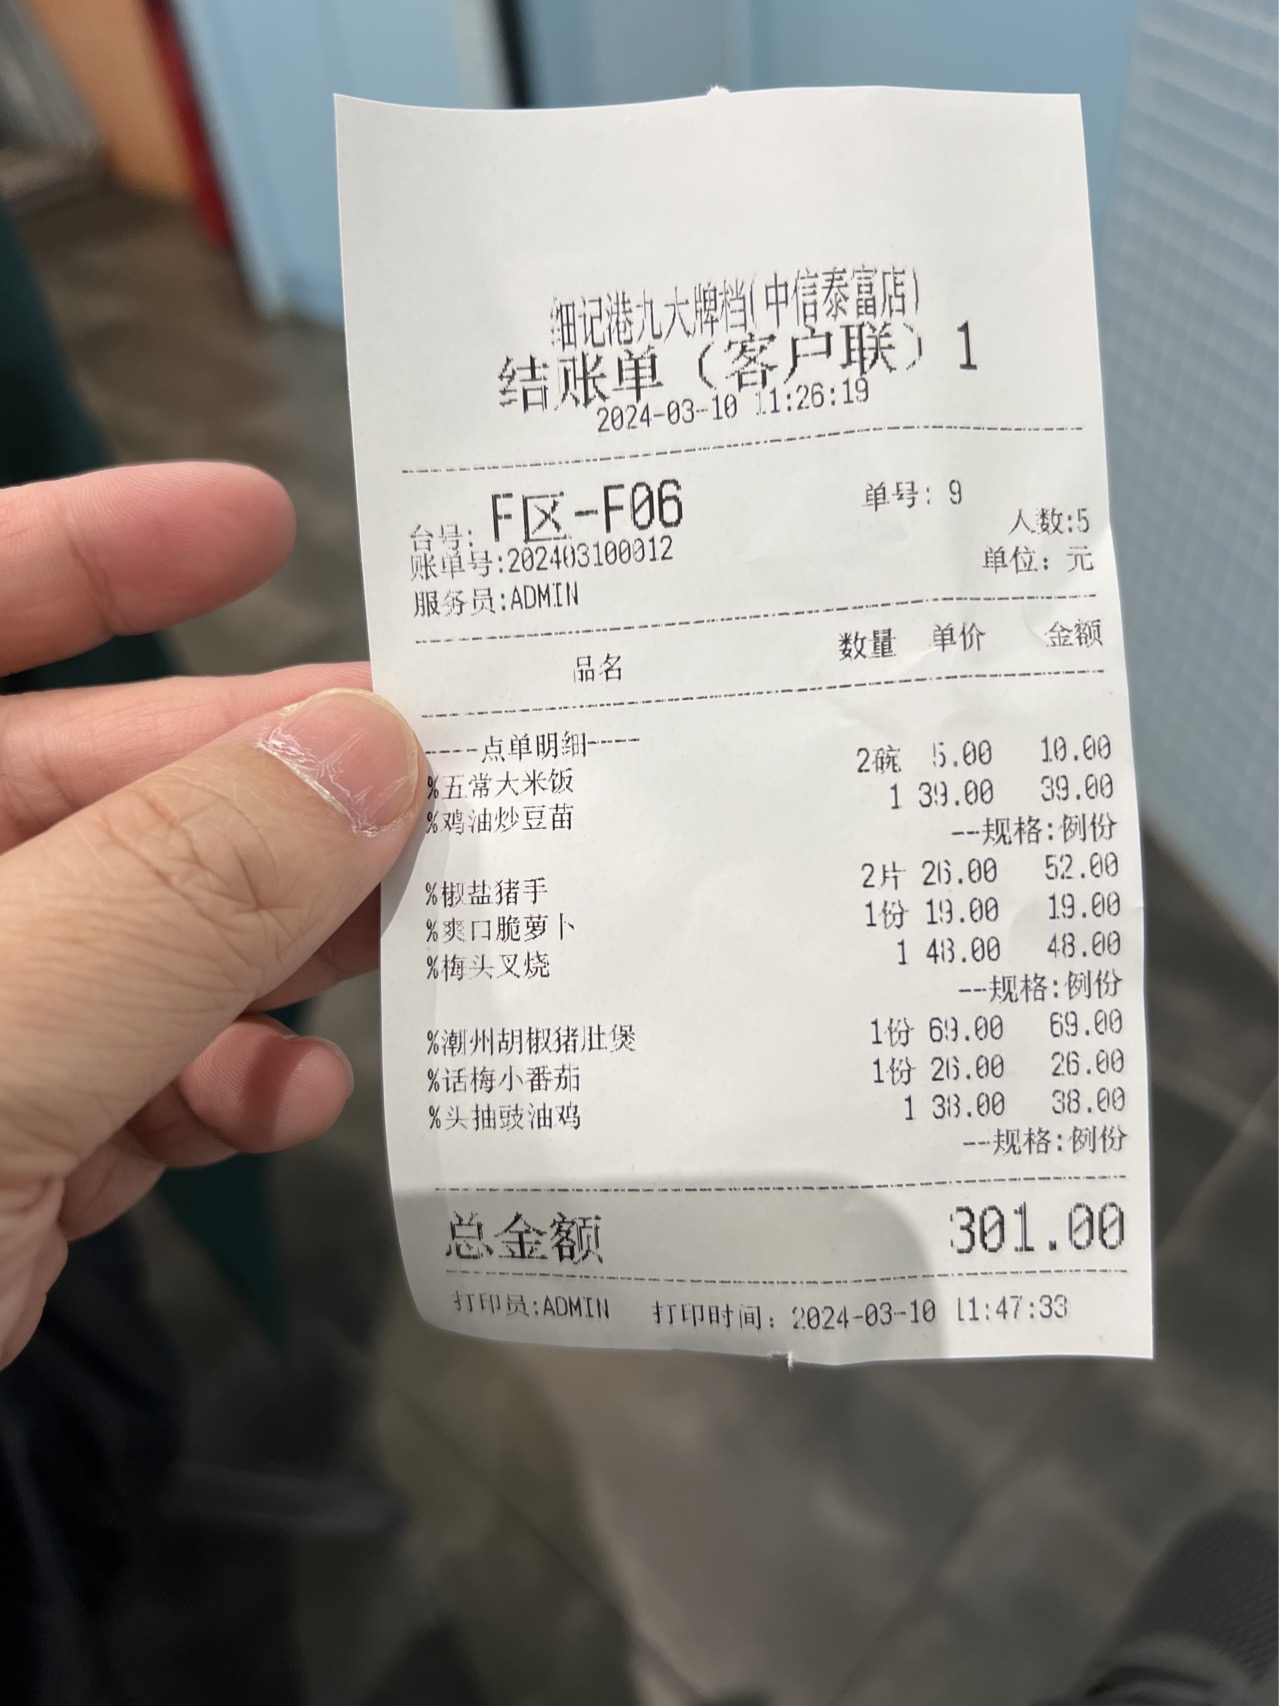 细记港九大牌档(中信泰富店)
结账单（客户联）1
2024-03-10 11:26:19
台号: F区-F06 单号: 9
账单号:202403100012 人数:5
服务员:ADMIN 单位: 元
品名 数量 单价 金额
----点单明细----
%五常大米饭 2碗 5.00 10.00
%鸡油炒豆苗 1 39.00 39.00
--规格:例份
%椒盐猪手 2片 26.00 52.00
%爽口脆萝卜 1份 19.00 19.00
%梅头叉烧 1 48.00 48.00
--规格:例份
%潮州胡椒猪肚煲 1份 69.00 69.00
%话梅小番茄 1份 26.00 26.00
%头抽豉油鸡 1 38.00 38.00
--规格:例份
总金额 301.00
打印员:ADMIN 打印时间: 2024-03-10 11:47:33